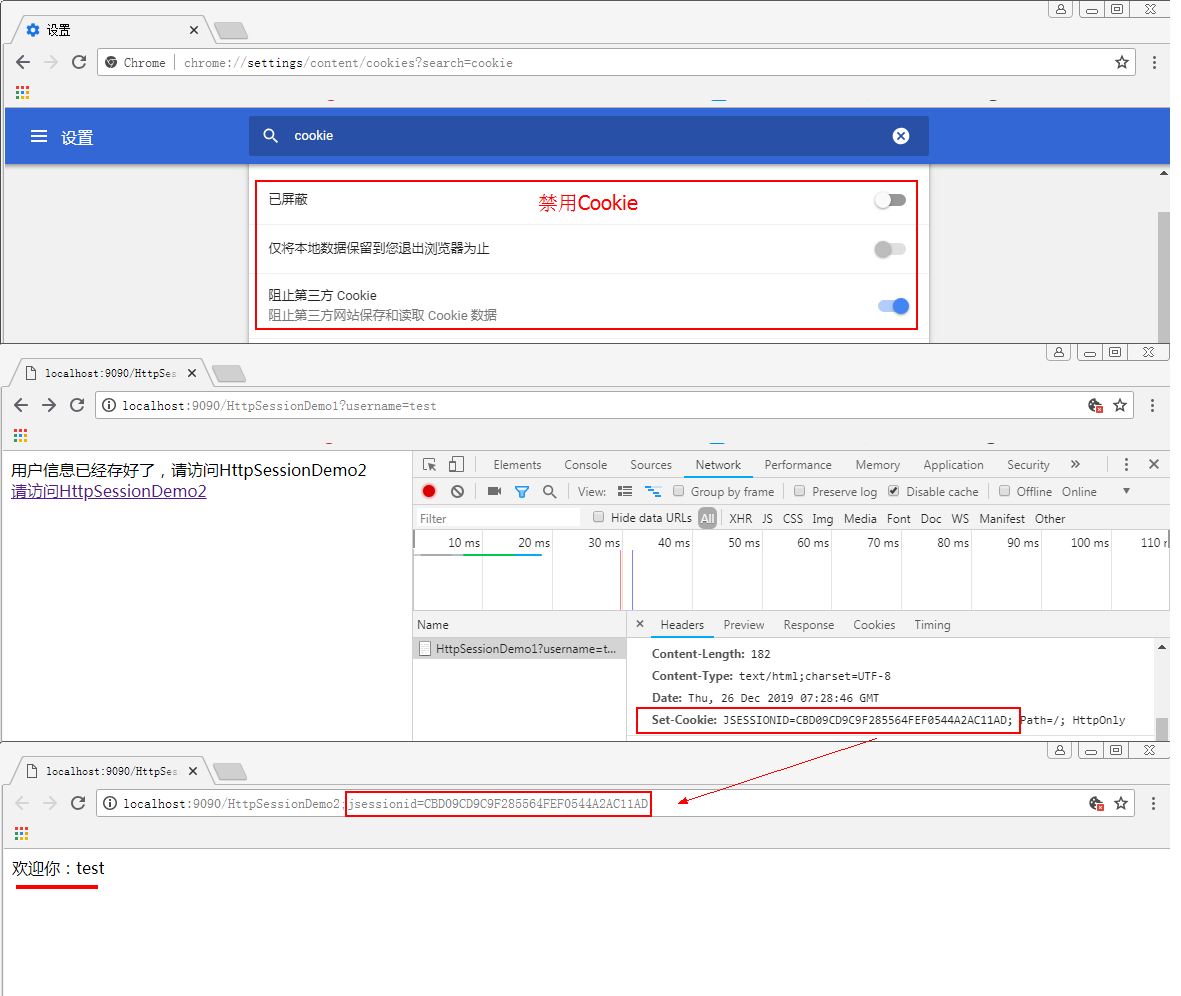 设置
Chrome chrome://settings/content/cookies?search=cookie
设置 cookie
已屏蔽
禁用Cookie
仅将本地数据保留到您退出浏览器为止
阻止第三方 Cookie
阻止第三方网站保存和读取 Cookie 数据
localhost:9090/HttpSes
localhost:9090/HttpSessionDemo1?username=test
用户信息已经存好了，请访问HttpSessionDemo2
请访问HttpSessionDemo2
Elements Console Sources Network Performance Memory Application Security »
View: Group by frame Preserve log Disable cache Offline Online
Filter Hide data URLs All XHR JS CSS Img Media Font Doc WS Manifest Other
10 ms 20 ms 30 ms 40 ms 50 ms 60 ms 70 ms 80 ms 90 ms 100 ms 110
Name
HttpSessionDemo1?username=t...
Headers Preview Response Cookies Timing
Content-Length: 182
Content-Type: text/html;charset=UTF-8
Date: Thu, 26 Dec 2019 07:28:46 GMT
Set-Cookie: JSESSIONID=CBD09CD9C9F285564FEF0544A2AC11AD; Path=/; HttpOnly
localhost:9090/HttpSes
localhost:9090/HttpSessionDemo2;jsessionid=CBD09CD9C9F285564FEF0544A2AC11AD
欢迎你：test